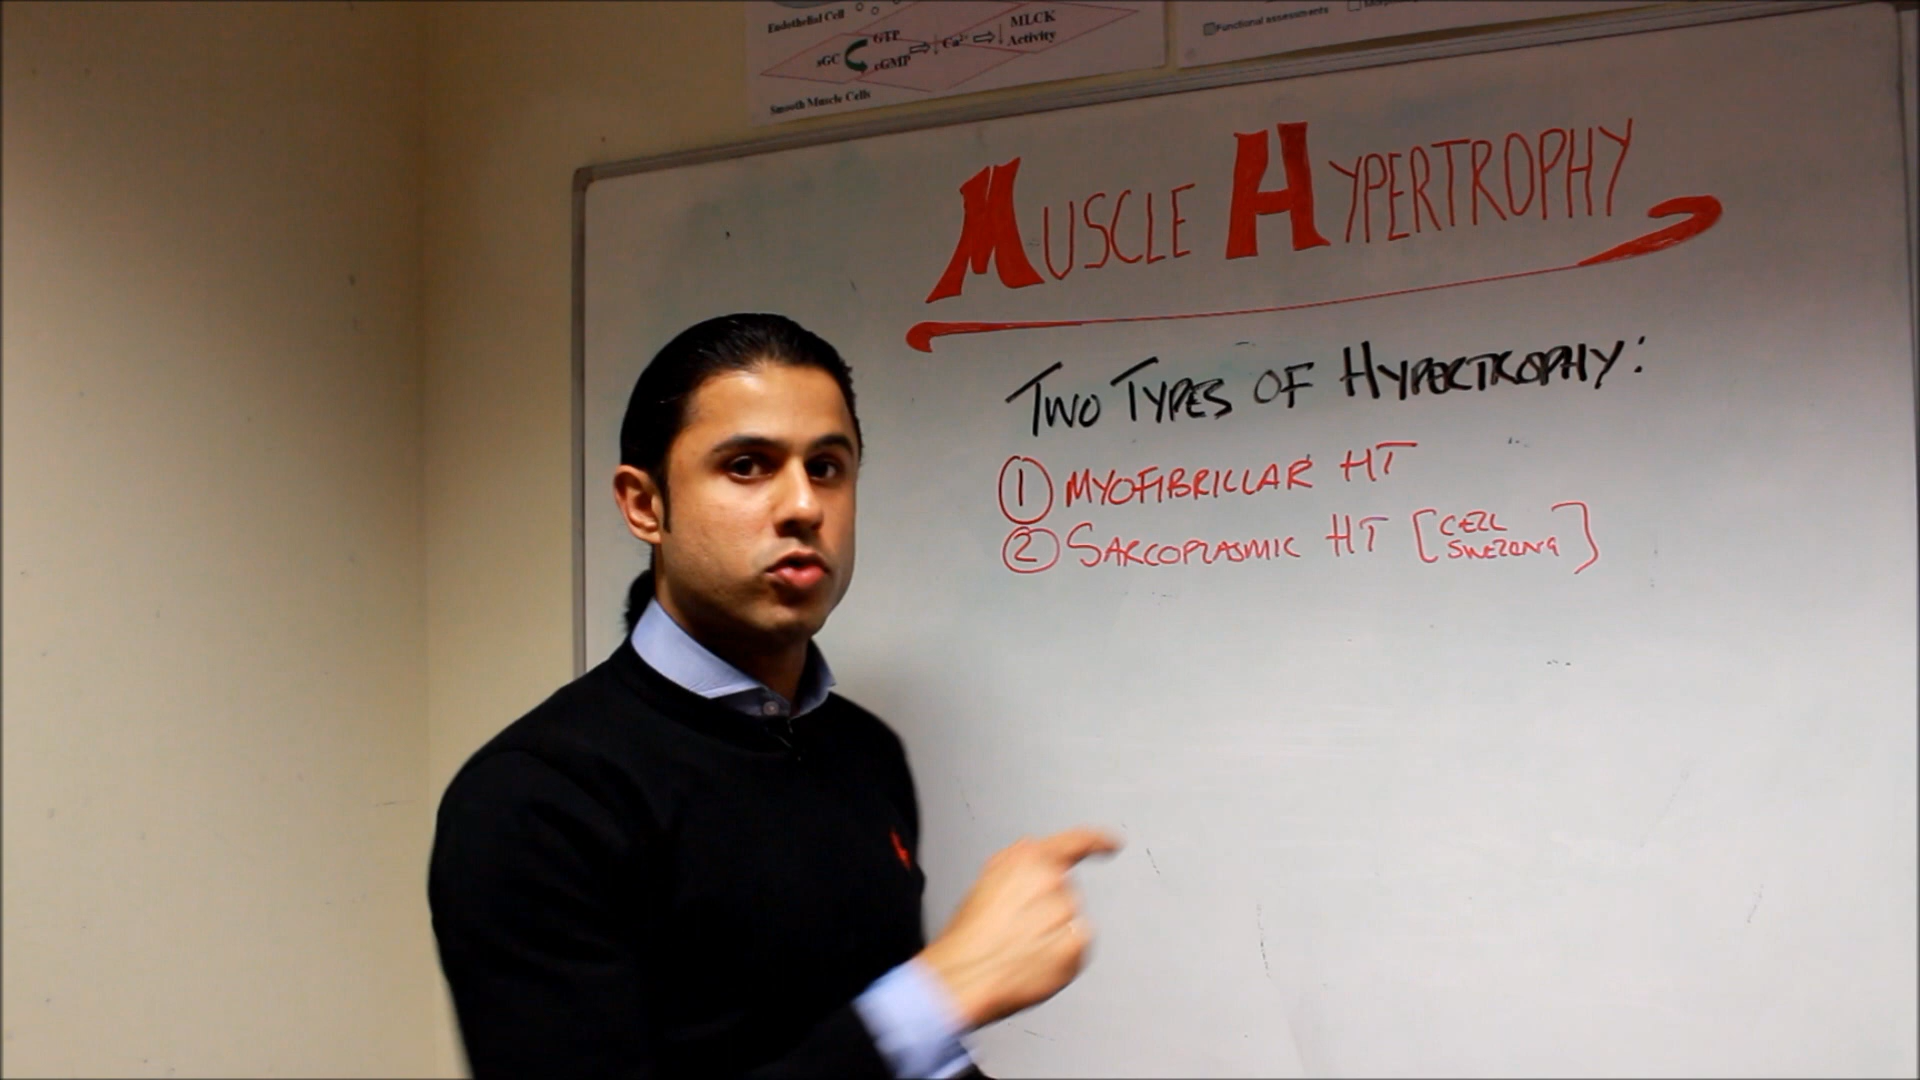 Endothelial Cell
sGC GTP cGMP ↓ Ca²⁺ ↓ MLCK Activity
Smooth Muscle Cells
Functional assessments
MUSCLE HYPERTROPHY
TWO TYPES OF HYPERTROPHY:
① MYOFIBRILLAR HT
② SARCOPLASMIC HT [CELL
SWELLING]